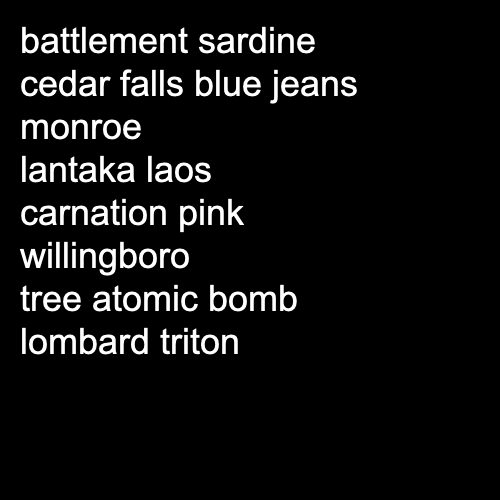 battlement sardine
cedar falls blue jeans
monroe
lantaka laos
carnation pink
willingboro
tree atomic bomb
lombard triton